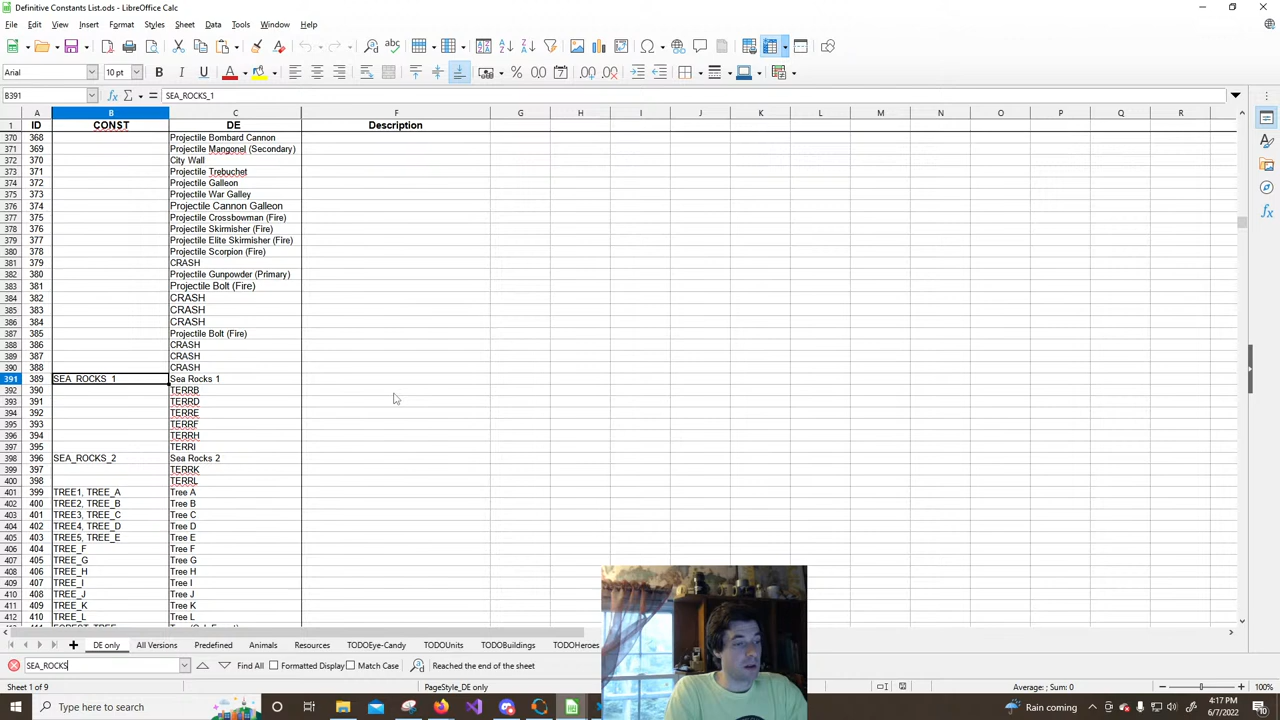 Definitive Constants List.ods - LibreOffice Calc
File Edit View Insert Format Styles Sheet Data Tools Window Help
Arial 10 pt
B391 SEA_ROCKS_1
A B C F G H I J K L M N O P Q R
1 ID CONST DE Description
370 368 Projectile Bombard Cannon
371 369 Projectile Mangonel (Secondary)
372 370 City Wall
373 371 Projectile Trebuchet
374 372 Projectile Galleon
375 373 Projectile War Galley
376 374 Projectile Cannon Galleon
377 375 Projectile Crossbowman (Fire)
378 376 Projectile Skirmisher (Fire)
379 377 Projectile Elite Skirmisher (Fire)
380 378 Projectile Scorpion (Fire)
381 379 CRASH
382 380 Projectile Gunpowder (Primary)
383 381 Projectile Bolt (Fire)
384 382 CRASH
385 383 CRASH
386 384 CRASH
387 385 Projectile Bolt (Fire)
388 386 CRASH
389 387 CRASH
390 388 CRASH
391 389 SEA_ROCKS_1 Sea Rocks 1
392 390 TERRB
393 391 TERRD
394 392 TERRE
395 393 TERRF
396 394 TERRH
397 395 TERRI
398 396 SEA_ROCKS_2 Sea Rocks 2
399 397 TERRK
400 398 TERRL
401 399 TREE1, TREE_A Tree A
402 400 TREE2, TREE_B Tree B
403 401 TREE3, TREE_C Tree C
404 402 TREE4, TREE_D Tree D
405 403 TREE5, TREE_E Tree E
406 404 TREE_F Tree F
407 405 TREE_G Tree G
408 406 TREE_H Tree H
409 407 TREE_I Tree I
410 408 TREE_J Tree J
411 409 TREE_K Tree K
412 410 TREE_L Tree L
DE only All Versions Predefined Animals Resources TODOEye-Candy TODOUnits TODOBuildings TODOHeroes
SEA_ROCKS Find All Formatted Display Match Case Reached the end of the sheet
Sheet 1 of 9 PageStyle_DE only Average: ; Sum: 0 100%
Type here to search Rain coming 4:17 PM
6/7/2022